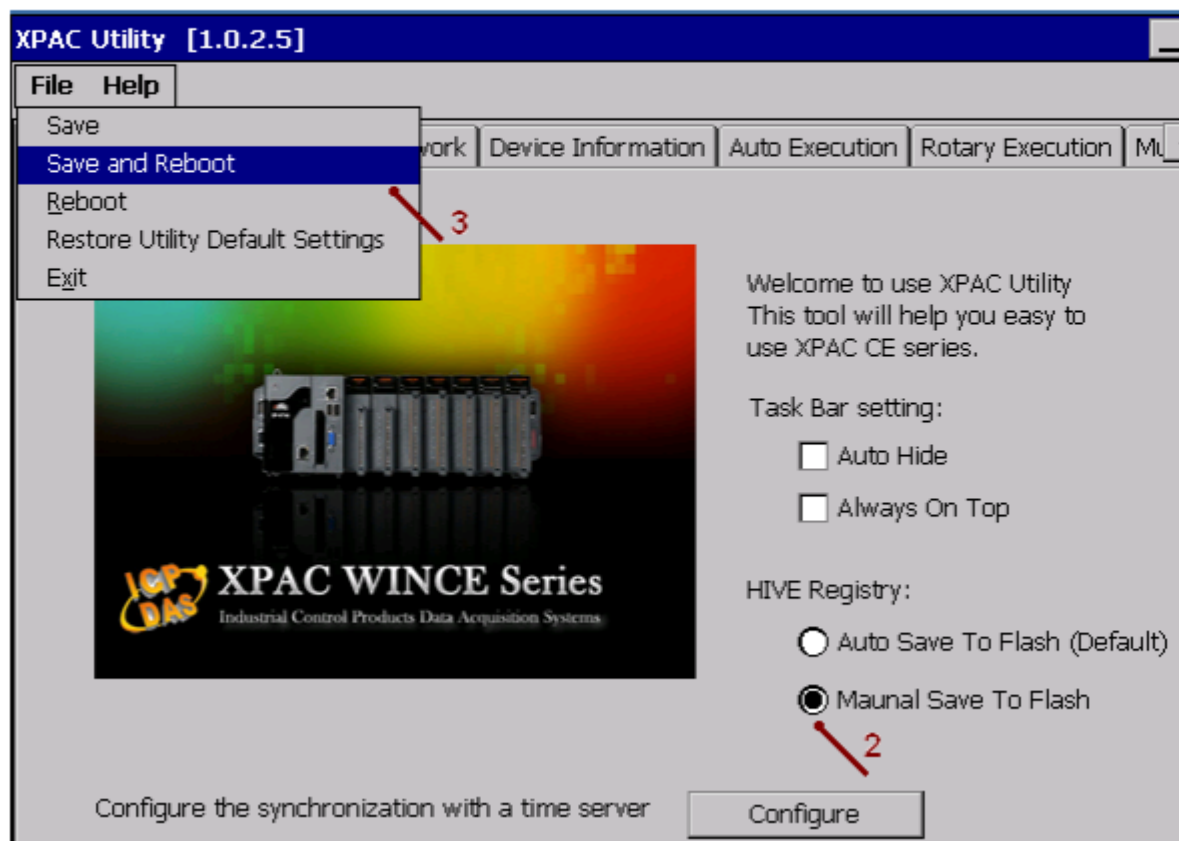 XPAC Utility [1.0.2.5]
File Help
Save
Save and Reboot
Reboot
Restore Utility Default Settings
Exit
Device Information
Auto Execution
Rotary Execution
3
Welcome to use XPAC Utility
This tool will help you easy to
use XPAC CE series.
Task Bar setting:
Auto Hide
Always On Top
ICP
DAS
XPAC WINCE Series
Industrial Control Products Data Acquisition Systems
HIVE Registry:
Auto Save To Flash (Default)
Maunal Save To Flash
2
Configure the synchronization with a time server
Configure